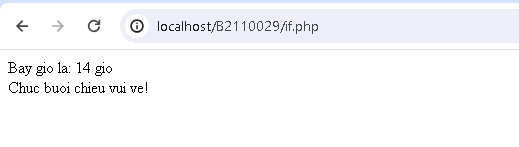 localhost/B2110029/if.php
Bay gio la: 14 gio
Chuc buoi chieu vui ve!